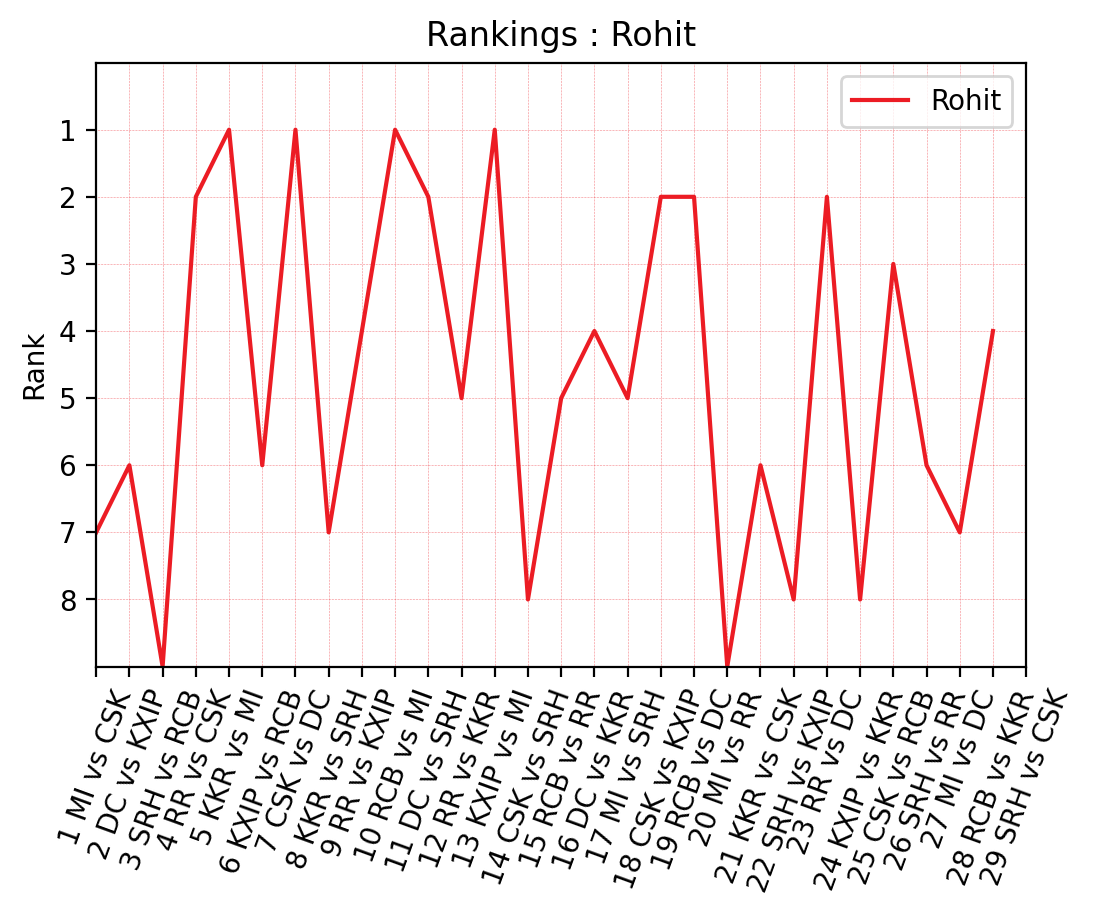 Rankings : Rohit
Rohit
Rank
1
2
3
4
5
6
7
8
1 MI vs CSK
2 DC vs KXIP
3 SRH vs RCB
4 RR vs CSK
5 KKR vs MI
6 KXIP vs RCB
7 CSK vs DC
8 KKR vs SRH
9 RR vs KXIP
10 RCB vs MI
11 DC vs SRH
12 RR vs KKR
13 KXIP vs MI
14 CSK vs SRH
15 RCB vs RR
16 DC vs KKR
17 MI vs SRH
18 CSK vs KXIP
19 RCB vs DC
20 MI vs RR
21 KKR vs CSK
22 SRH vs KXIP
23 RR vs DC
24 KXIP vs KKR
25 CSK vs RCB
26 SRH vs RR
27 MI vs DC
28 RCB vs KKR
29 SRH vs CSK